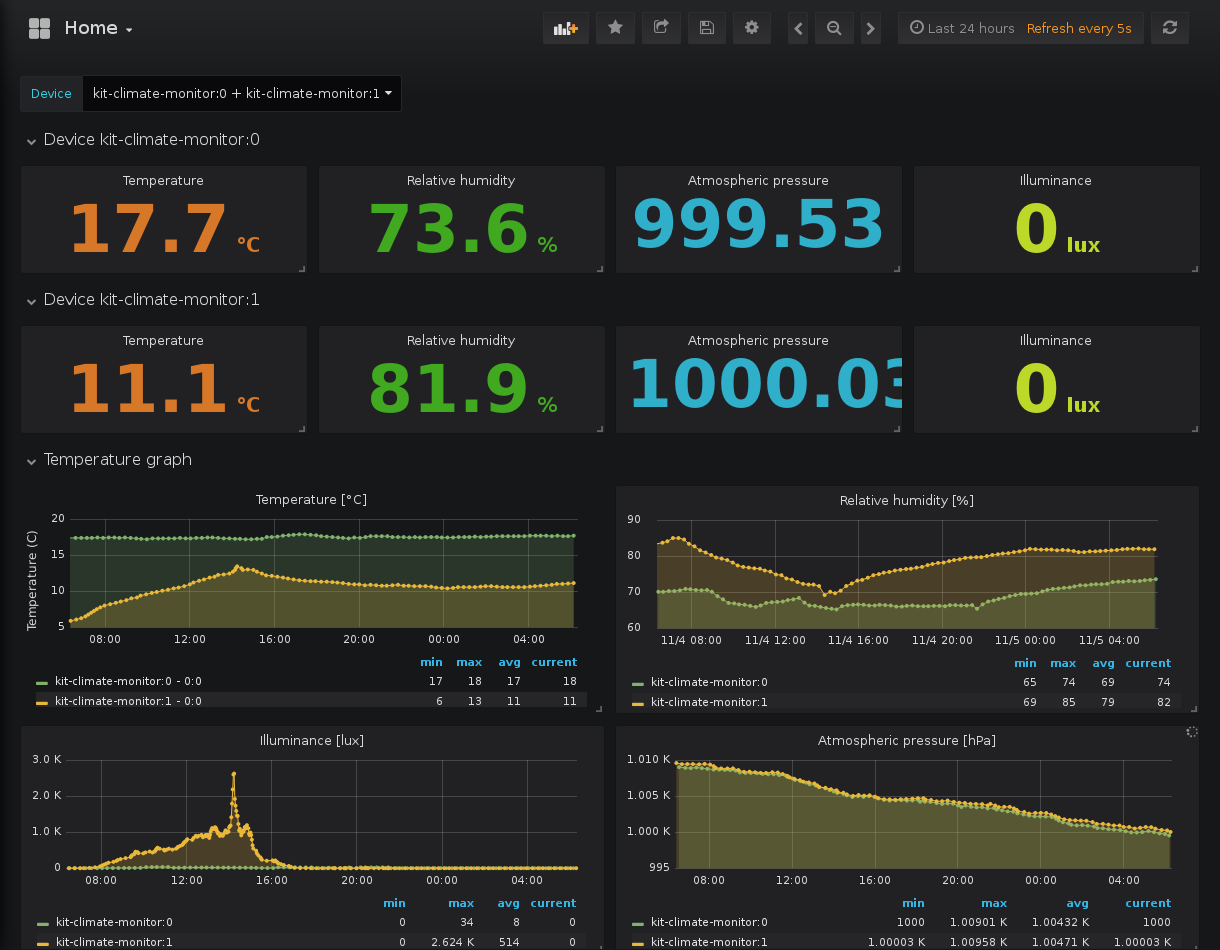 Home
Last 24 hours Refresh every 5s
Device kit-climate-monitor:0 + kit-climate-monitor:1
Device kit-climate-monitor:0
Temperature Relative humidity Atmospheric pressure Illuminance
17.7 °C 73.6 % 999.53 0 lux
Device kit-climate-monitor:1
Temperature Relative humidity Atmospheric pressure Illuminance
11.1 °C 81.9 % 1000.03 0 lux
Temperature graph
Temperature [°C]
Temperature (C)
20
15
10
5
08:00 12:00 16:00 20:00 00:00 04:00
min max avg current
kit-climate-monitor:0 - 0:0 17 18 17 18
kit-climate-monitor:1 - 0:0 6 13 11 11
Relative humidity [%]
90
80
70
60
11/4 08:00 11/4 12:00 11/4 16:00 11/4 20:00 11/5 00:00 11/5 04:00
min max avg current
kit-climate-monitor:0 65 74 69 74
kit-climate-monitor:1 69 85 79 82
Illuminance [lux]
3.0 K
2.0 K
1.0 K
0
08:00 12:00 16:00 20:00 00:00 04:00
min max avg current
kit-climate-monitor:0 0 34 8 0
kit-climate-monitor:1 0 2.624 K 514 0
Atmospheric pressure [hPa]
1.010 K
1.005 K
1.000 K
995
08:00 12:00 16:00 20:00 00:00 04:00
min max avg current
kit-climate-monitor:0 1000 1.00901 K 1.00432 K 1000
kit-climate-monitor:1 1.00003 K 1.00958 K 1.00471 K 1.00003 K